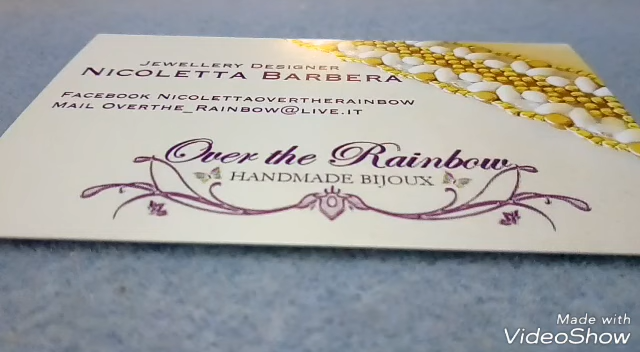 Jewellery Designer
Nicoletta Barbera
Facebook Nicolettaovertherainbow
Mail Overthe_Rainbow@live.it
Over the Rainbow
HANDMADE BIJOUX
Made with
VideoShow